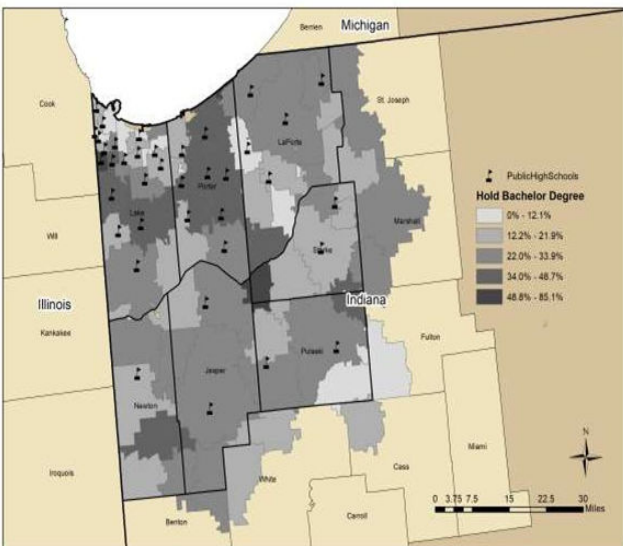 Berrien
Michigan
Cook
St. Joseph
LaPorte
PublicHighSchools
Hold Bachelor Degree
Porter
0% - 12.1%
12.2% - 21.9%
Lake
Marshall
22.0% - 33.9%
Will
34.0% - 48.7%
Starke
48.8% - 85.1%
Illinois
Indiana
Kankakee
Fulton
Pulaski
Jasper
Newton
Miami
N
Iroquois
Cass
White
0 3.75 7.5 15 22.5 30
Miles
Carroll
Benton